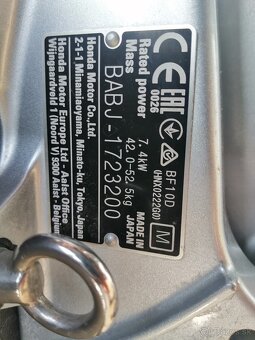 CE EAC
0026
BF10D
(HNX0222G0)
M
Rated power 7.4kW
Mass 42.0-52.5kg
MADE IN
JAPAN
BABJ-1723200
Honda Motor Co.,Ltd.
2-1-1 Minamiaoyama, Minato-ku, Tokyo, Japan
Honda Motor Europe Ltd - Aalst Office
Wijngaardveld 1 (Noord V) 9300 Aalst - Belgium